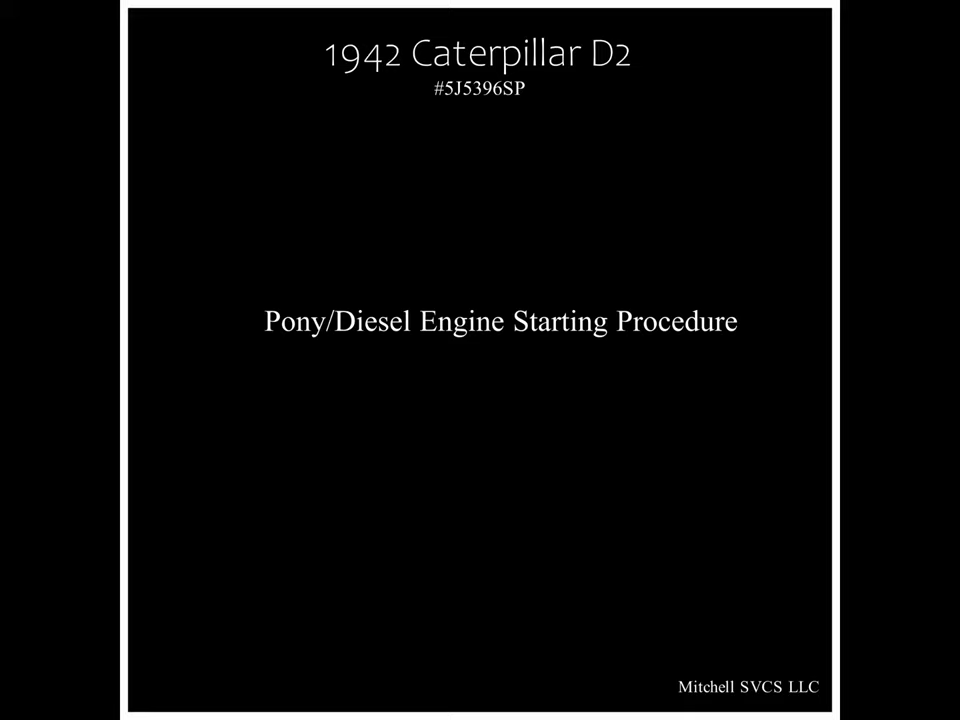 1942 Caterpillar D2
#5J5396SP
Pony/Diesel Engine Starting Procedure
Mitchell SVCS LLC